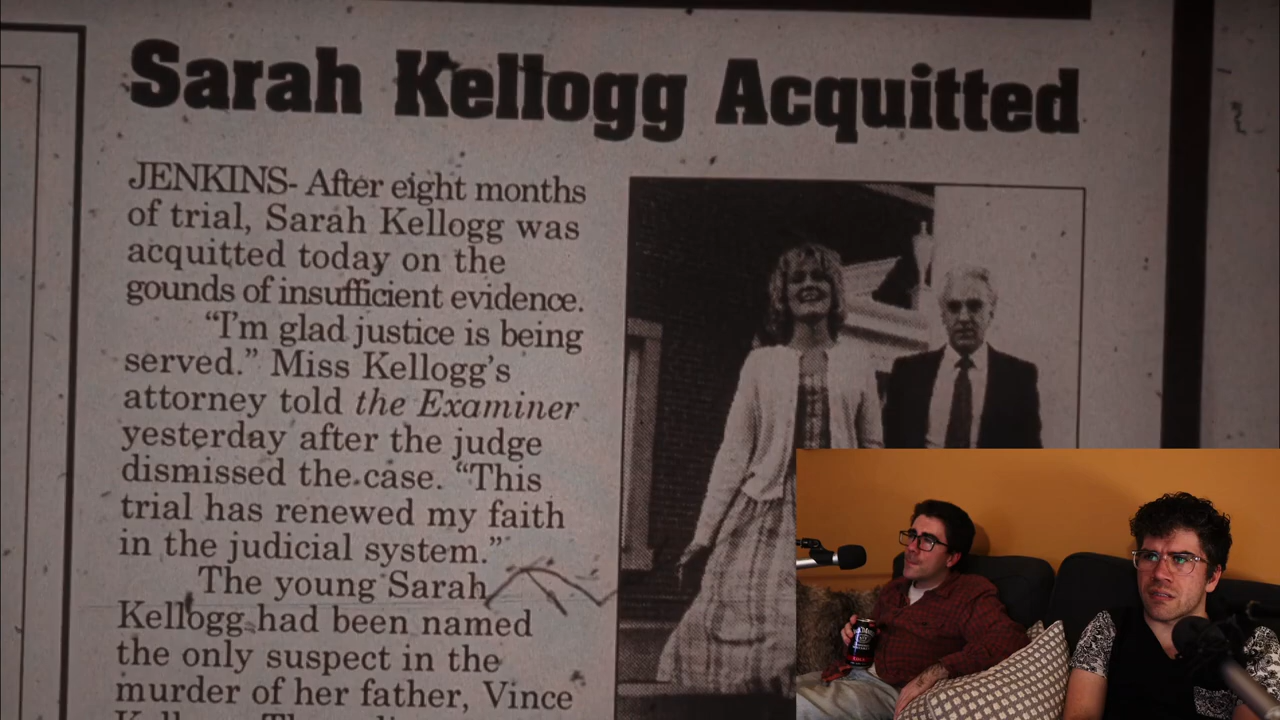 Sarah Kellogg Acquitted
JENKINS- After eight months
of trial, Sarah Kellogg was
acquitted today on the
gounds of insufficient evidence.
“I'm glad justice is being
served.” Miss Kellogg's
attorney told the Examiner
yesterday after the judge
dismissed the case. “This
trial has renewed my faith
in the judicial system.”
The young Sarah
Kellogg had been named
the only suspect in the
murder of her father, Vince